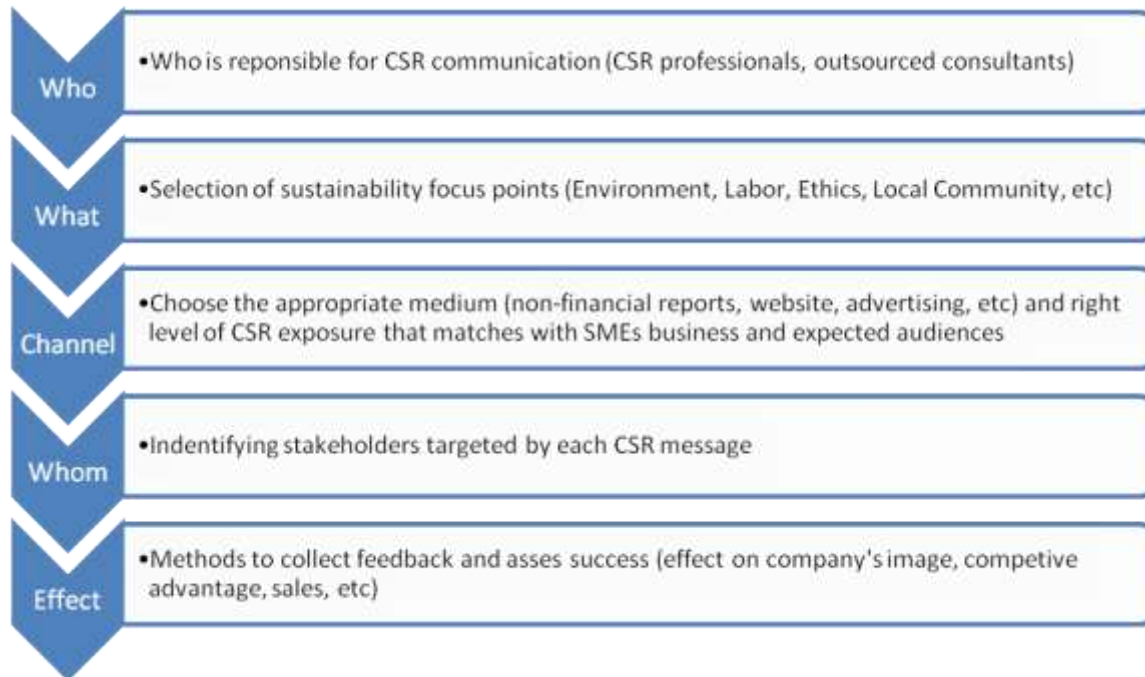 Who
•Who is reponsible for CSR communication (CSR professionals, outsourced consultants)
What
•Selection of sustainability focus points (Environment, Labor, Ethics, Local Community, etc)
Channel
•Choose the appropriate medium (non-financial reports, website, advertising, etc) and right
level of CSR exposure that matches with SMEs business and expected audiences
Whom
•Indentifying stakeholders targeted by each CSR message
Effect
•Methods to collect feedback and asses success (effect on company's image, competive
advantage, sales, etc)